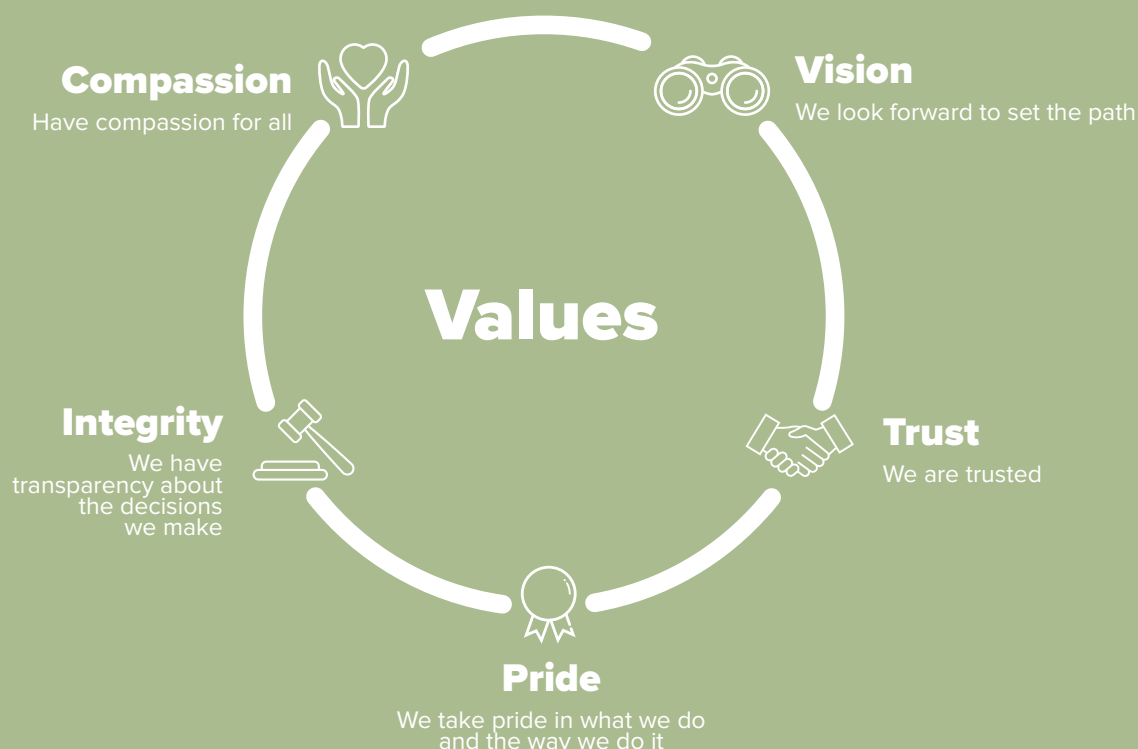 Compassion
Have compassion for all
Vision
We look forward to set the path
Values
Integrity
We have
transparency about
the decisions
we make
Trust
We are trusted
Pride
We take pride in what we do
and the way we do it